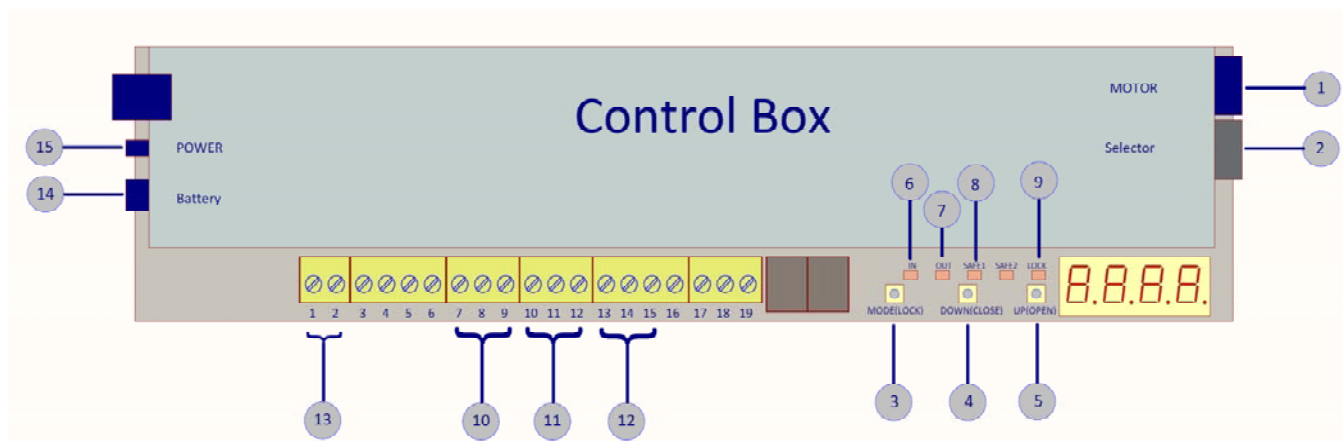 Control Box
MOTOR
1
15
POWER
Selector
2
14
Battery
6
7
8
9
IN OUT SAFE1 SAFE2 LOCK
8.8.8.8.
MODE(LOCK) DOWN(CLOSE) UP(OPEN)
1 2 3 4 5 6 7 8 9 10 11 12 13 14 15 16 17 18 19
13
10
11
12
3
4
5